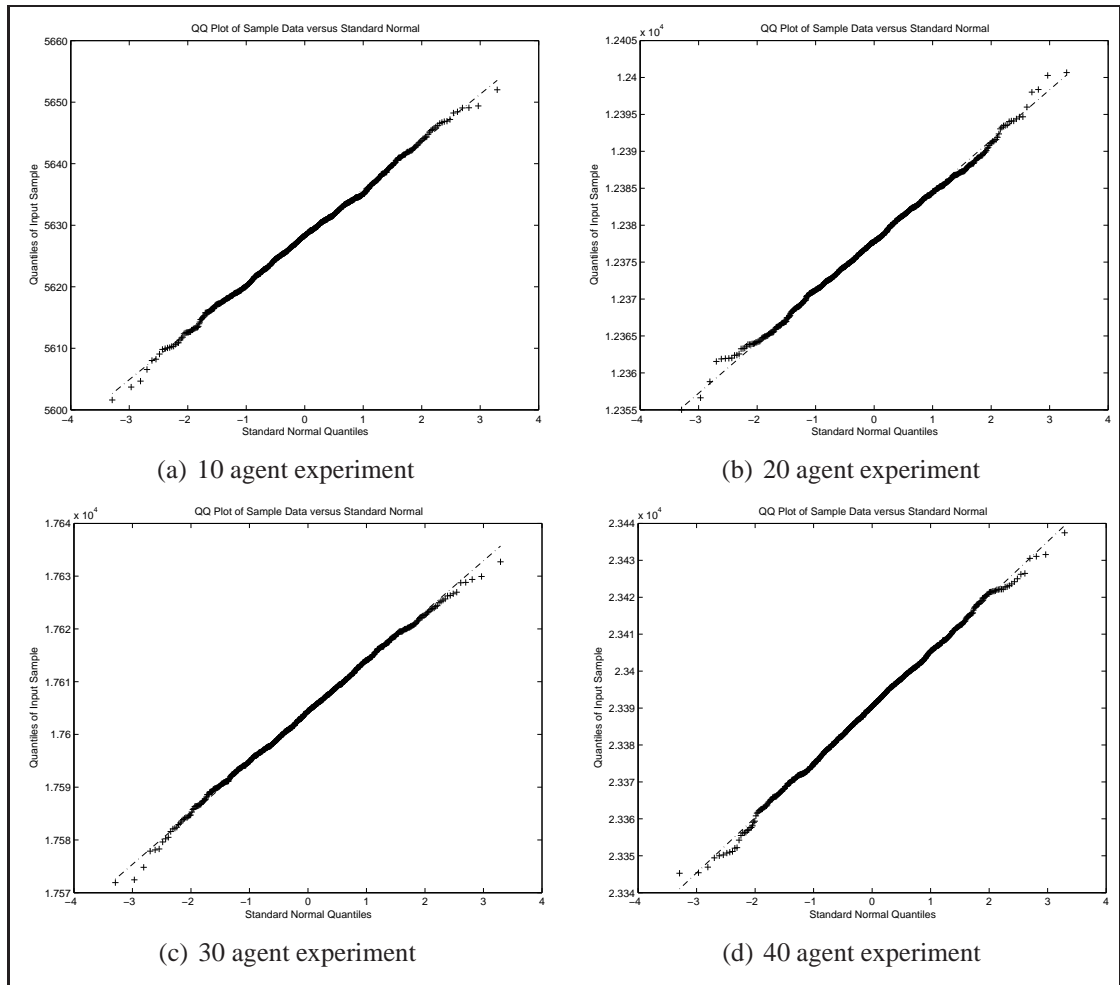 QQ Plot of Sample Data versus Standard Normal
5660
5650
5640
5630
5620
5610
5600
Quantiles of Input Sample
−4 −3 −2 −1 0 1 2 3 4
Standard Normal Quantiles
(a) 10 agent experiment
QQ Plot of Sample Data versus Standard Normal
x 10⁴
1.2405
1.24
1.2395
1.239
1.2385
1.238
1.2375
1.237
1.2365
1.236
1.2355
Quantiles of Input Sample
−4 −3 −2 −1 0 1 2 3 4
Standard Normal Quantiles
(b) 20 agent experiment
QQ Plot of Sample Data versus Standard Normal
x 10⁴
1.764
1.763
1.762
1.761
1.76
1.759
1.758
1.757
Quantiles of Input Sample
−4 −3 −2 −1 0 1 2 3 4
Standard Normal Quantiles
(c) 30 agent experiment
QQ Plot of Sample Data versus Standard Normal
x 10⁴
2.344
2.343
2.342
2.341
2.34
2.339
2.338
2.337
2.336
2.335
2.334
Quantiles of Input Sample
−4 −3 −2 −1 0 1 2 3 4
Standard Normal Quantiles
(d) 40 agent experiment